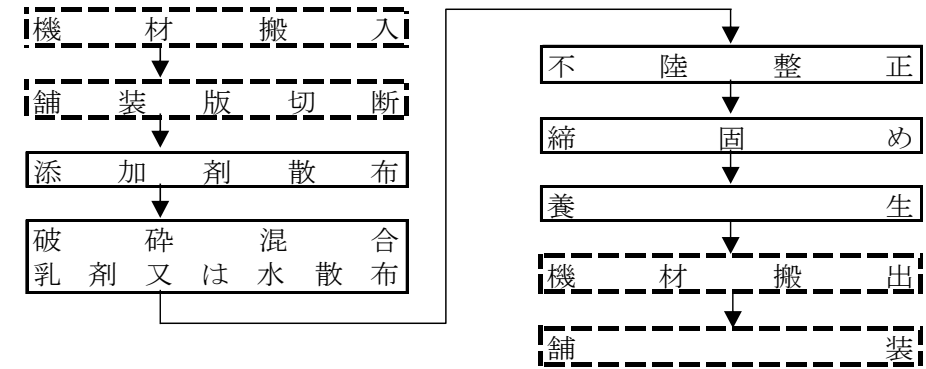 機材搬入
舗装版切断
添加剤散布
破砕混合
乳剤又は水散布
不陸整正
締固め
養生
機材搬出
舗装